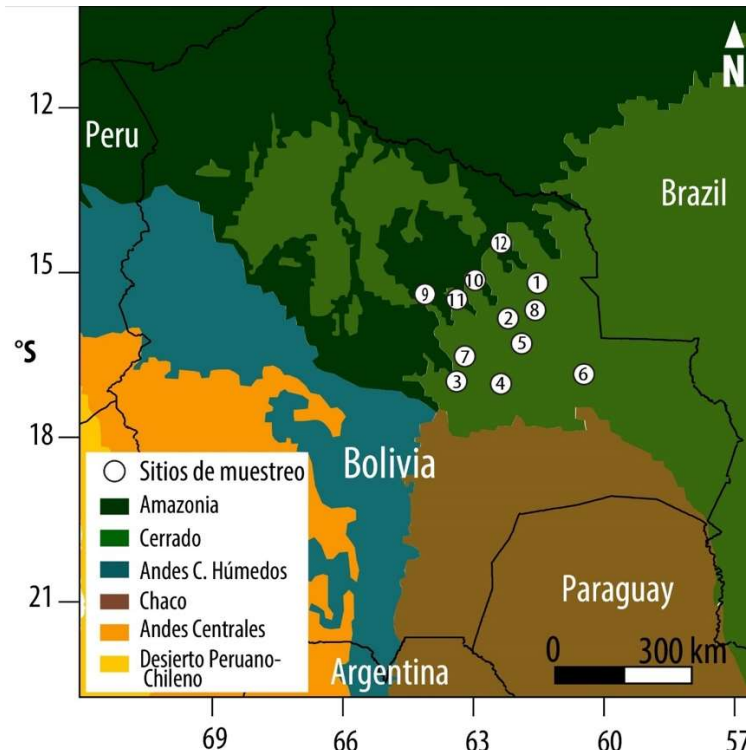 N
12
Peru
Brazil
15
12
10
1
9
11
8
2
5
°S
7
3
4
6
18
Bolivia
Sitios de muestreo
Amazonia
Cerrado
Andes C. Húmedos
Chaco
Andes Centrales
Desierto Peruano-
Chileno
21
Paraguay
0 300 km
Argentina
69 66 63 60 57